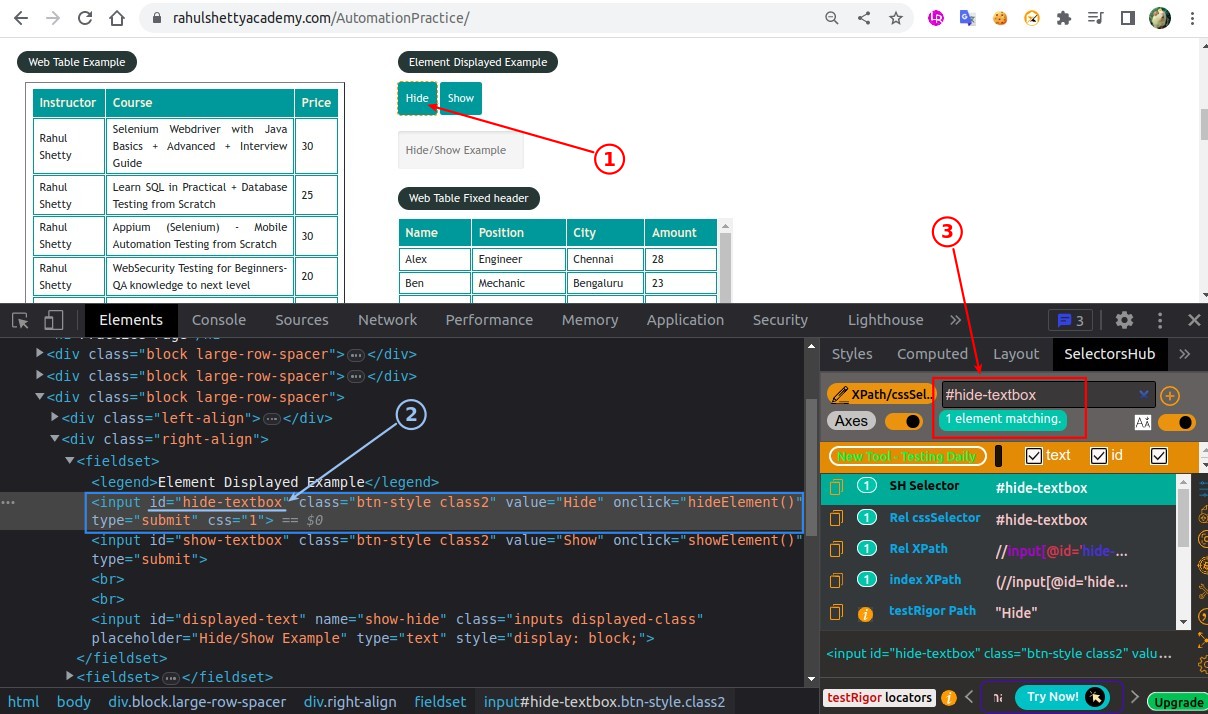 rahulshettyacademy.com/AutomationPractice/
Web Table Example
Instructor Course Price
Rahul Shetty Selenium Webdriver with Java Basics + Advanced + Interview Guide 30
Rahul Shetty Learn SQL in Practical + Database Testing from Scratch 25
Rahul Shetty Appium (Selenium) - Mobile Automation Testing from Scratch 30
Rahul Shetty WebSecurity Testing for Beginners-QA knowledge to next level 20
Element Displayed Example
Hide Show
1
Hide/Show Example
Web Table Fixed header
Name Position City Amount
Alex Engineer Chennai 28
Ben Mechanic Bengaluru 23
3
Elements Console Sources Network Performance Memory Application Security Lighthouse » 3
<div class="block large-row-spacer">…</div>
<div class="block large-row-spacer">…</div>
<div class="block large-row-spacer">
<div class="left-align">…</div>
<div class="right-align">
2
<fieldset>
<legend>Element Displayed Example</legend>
<input id="hide-textbox" class="btn-style class2" value="Hide" onclick="hideElement()"
type="submit" css="1"> == $0
<input id="show-textbox" class="btn-style class2" value="Show" onclick="showElement()"
type="submit">
<br>
<br>
<input id="displayed-text" name="show-hide" class="inputs displayed-class"
placeholder="Hide/Show Example" type="text" style="display: block;">
</fieldset>
<fieldset>…</fieldset>
html body div.block.large-row-spacer div.right-align fieldset input#hide-textbox.btn-style.class2
Styles Computed Layout SelectorsHub »
XPath/cssSel... #hide-textbox
Axes 1 element matching.
New Tool - Testing Daily text id
1 SH Selector #hide-textbox
1 Rel cssSelector #hide-textbox
1 Rel XPath //input[@id='hide-...
1 index XPath (//input[@id='hide...
testRigor Path "Hide"
<input id="hide-textbox" class="btn-style class2" valu...
testRigor locators Try Now! Upgrade